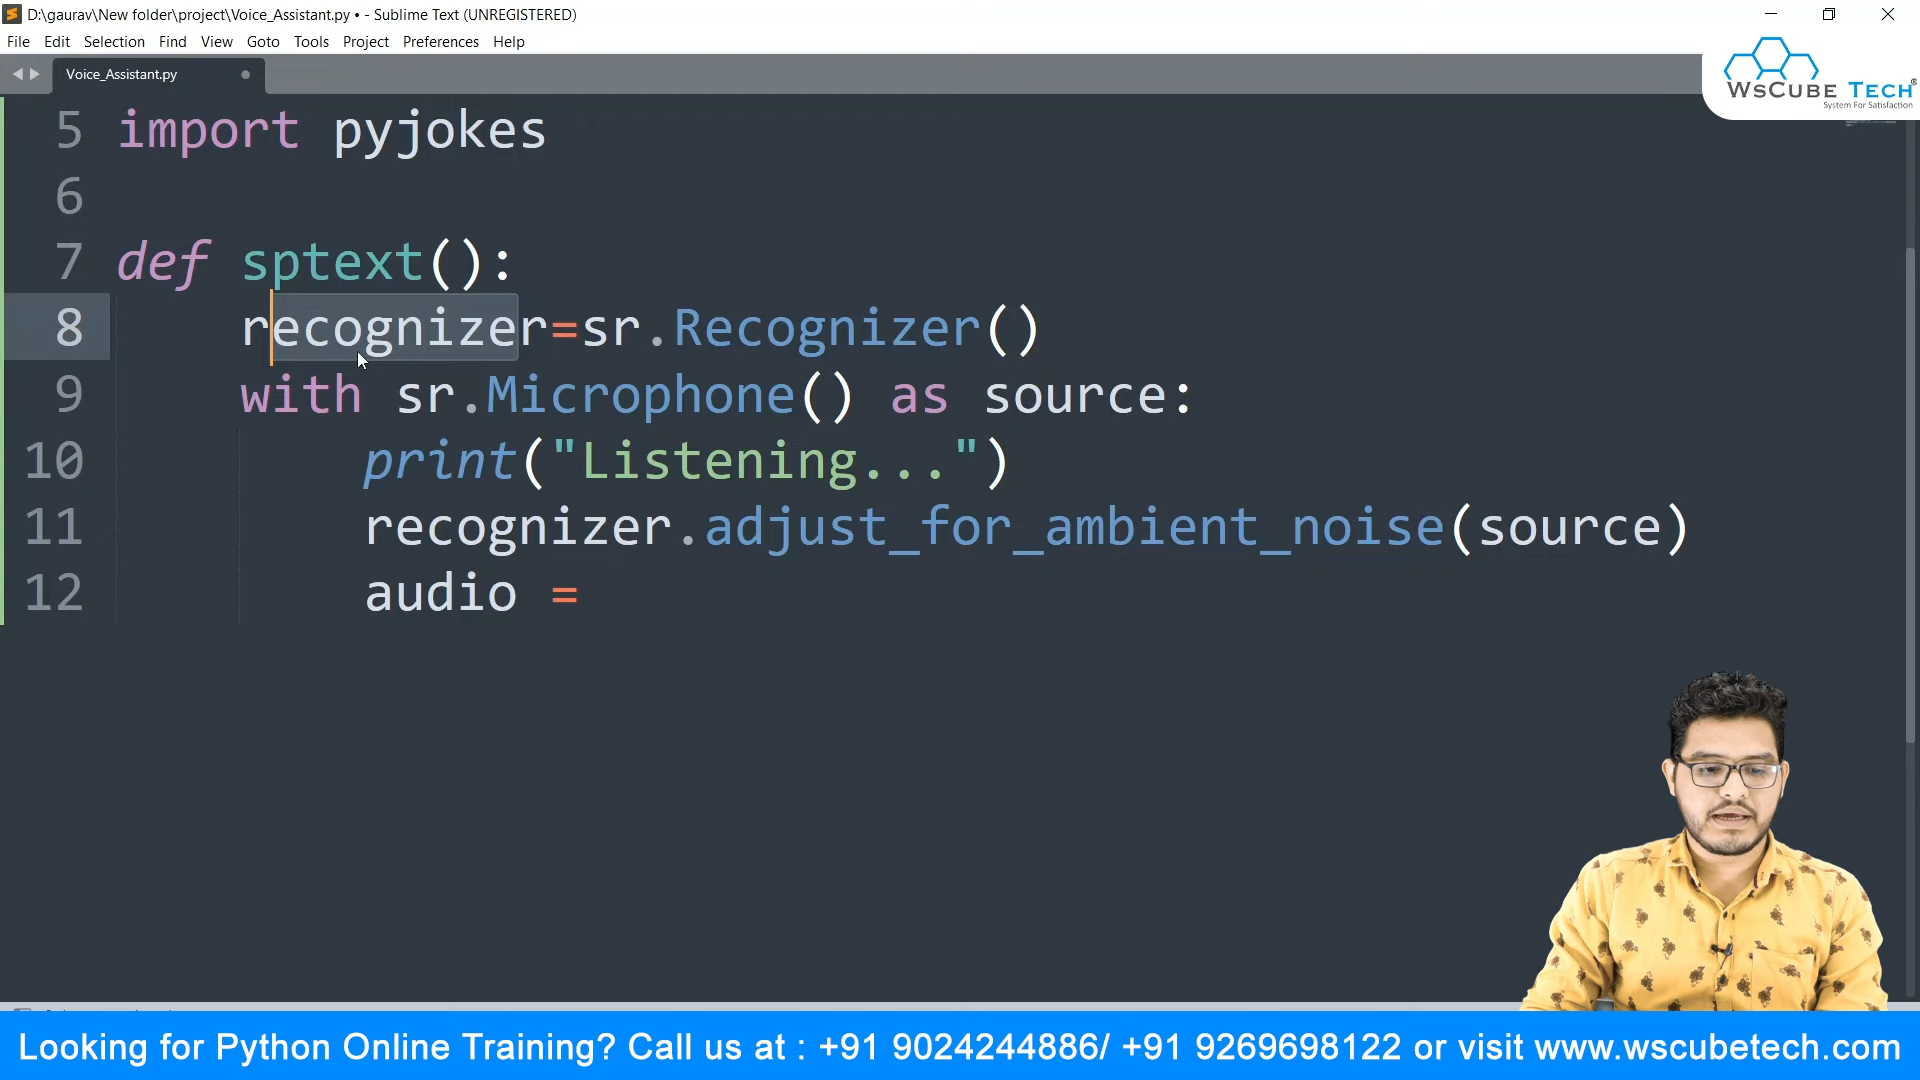 D:\gaurav\New folder\project\Voice_Assistant.py • - Sublime Text (UNREGISTERED)
File Edit Selection Find View Goto Tools Project Preferences Help
Voice_Assistant.py
WsCube Tech®
System For Satisfaction
5 import pyjokes
6
7 def sptext():
8 recognizer=sr.Recognizer()
9 with sr.Microphone() as source:
10 print("Listening...")
11 recognizer.adjust_for_ambient_noise(source)
12 audio =
Looking for Python Online Training? Call us at : +91 9024244886/ +91 9269698122 or visit www.wscubetech.com